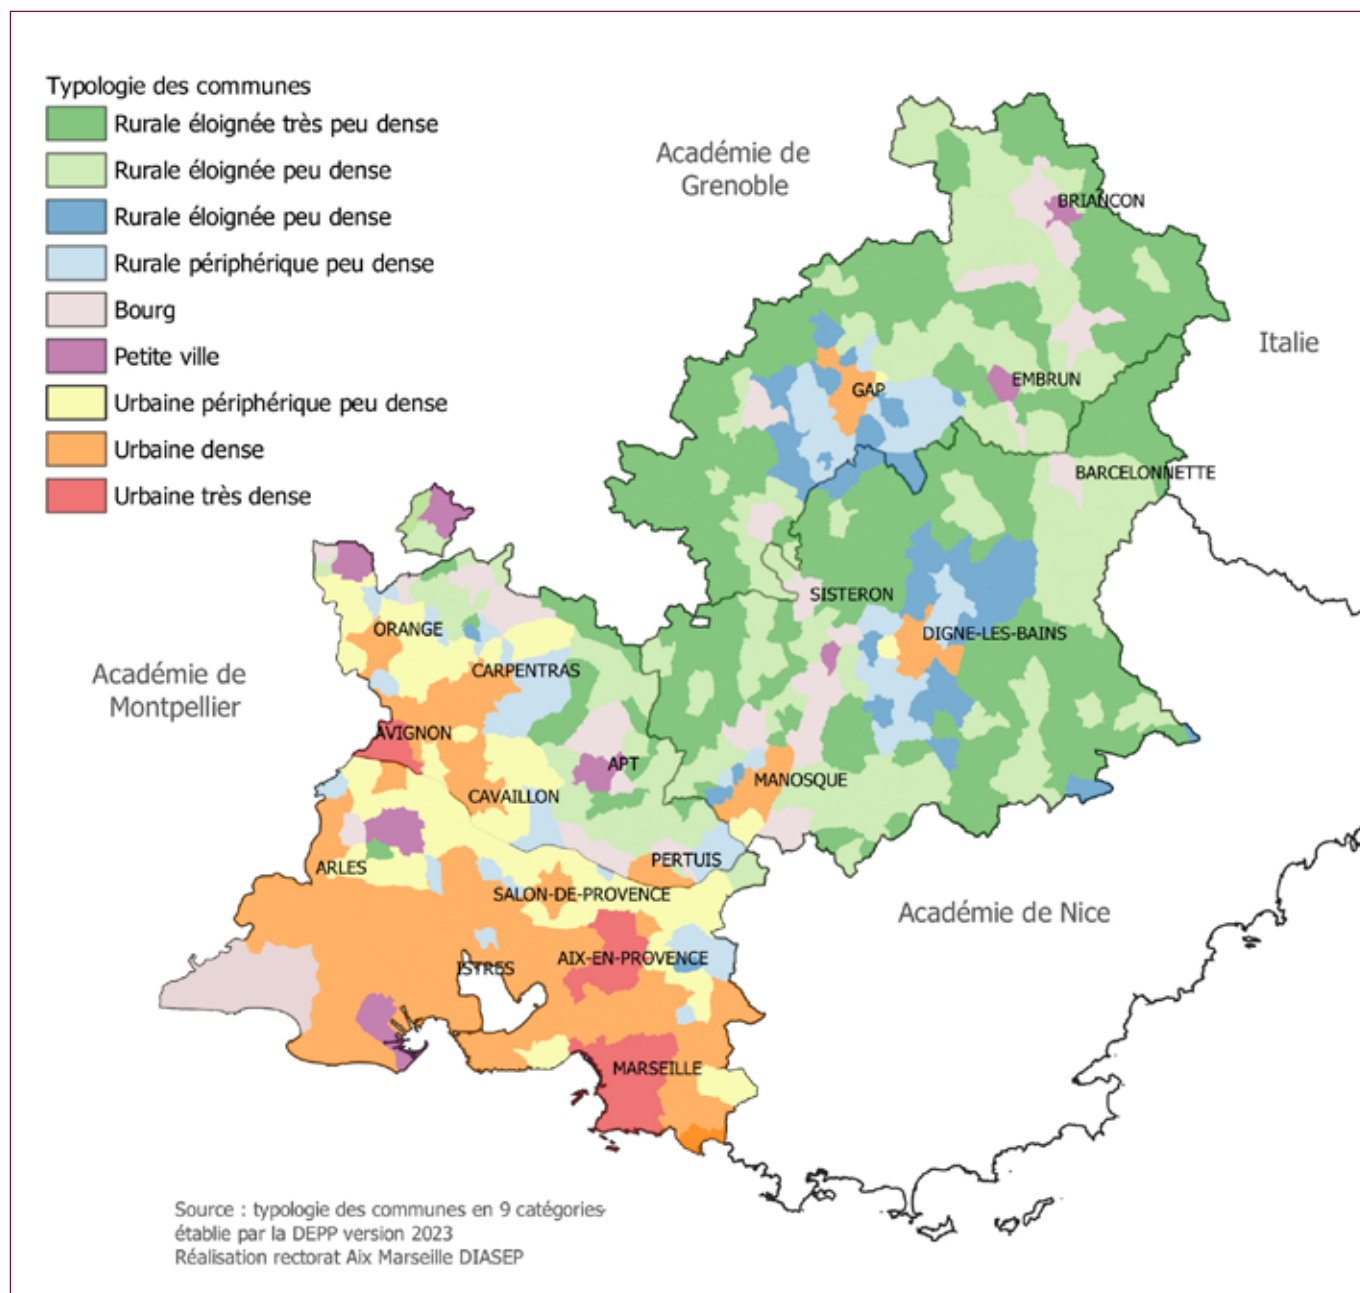 Typologie des communes
Rurale éloignée très peu dense
Rurale éloignée peu dense
Rurale éloignée peu dense
Rurale périphérique peu dense
Bourg
Petite ville
Urbaine périphérique peu dense
Urbaine dense
Urbaine très dense
Académie de
Grenoble
BRIANCON
Italie
EMBRUN
GAP
BARCELONNETTE
SISTERON
DIGNE-LES-BAINS
ORANGE
CARPENTRAS
Académie de
Montpellier
AVIGNON
APT
MANOSQUE
CAVAILLON
PERTUIS
ARLES
SALON-DE-PROVENCE
Académie de Nice
AIX-EN-PROVENCE
ISTRES
MARSEILLE
Source : typologie des communes en 9 catégories
établie par la DEPP version 2023
Réalisation rectorat Aix Marseille DIASEP